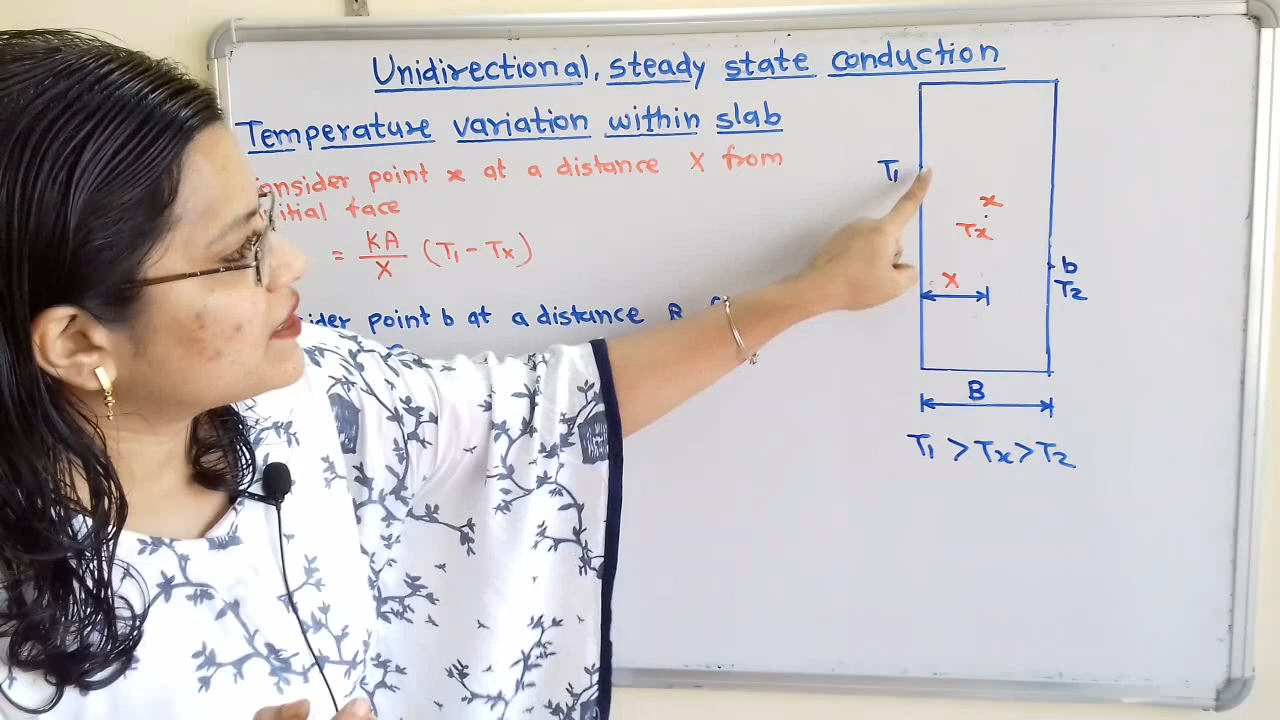 Unidirectional, steady state conduction
Temperature variation within slab
onsider point x at a distance X from
itial face
= KA/X (T1 - Tx)
ider point b at a distance B
T1
x
Tx
X
b
T2
B
T1 > Tx > T2